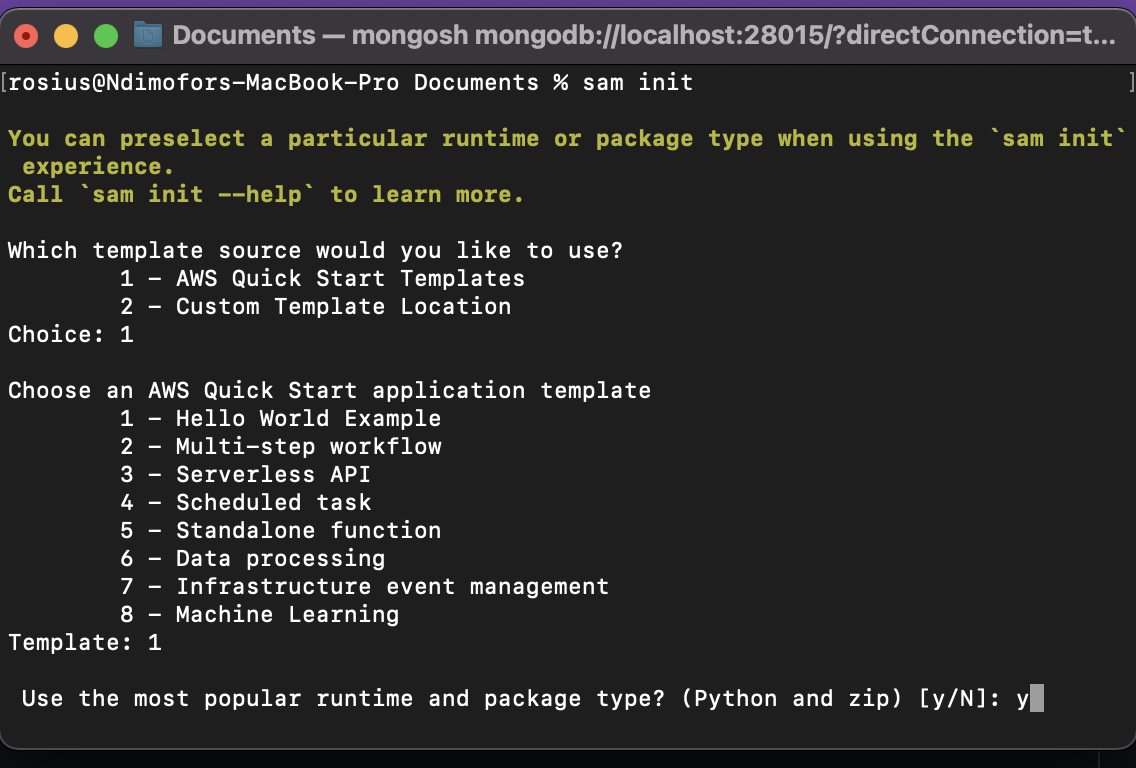 Documents — mongosh mongodb://localhost:28015/?directConnection=t...
[rosius@Ndimofors-MacBook-Pro Documents % sam init ]
You can preselect a particular runtime or package type when using the `sam init`
experience.
Call `sam init --help` to learn more.
Which template source would you like to use?
1 - AWS Quick Start Templates
2 - Custom Template Location
Choice: 1
Choose an AWS Quick Start application template
1 - Hello World Example
2 - Multi-step workflow
3 - Serverless API
4 - Scheduled task
5 - Standalone function
6 - Data processing
7 - Infrastructure event management
8 - Machine Learning
Template: 1
Use the most popular runtime and package type? (Python and zip) [y/N]: y